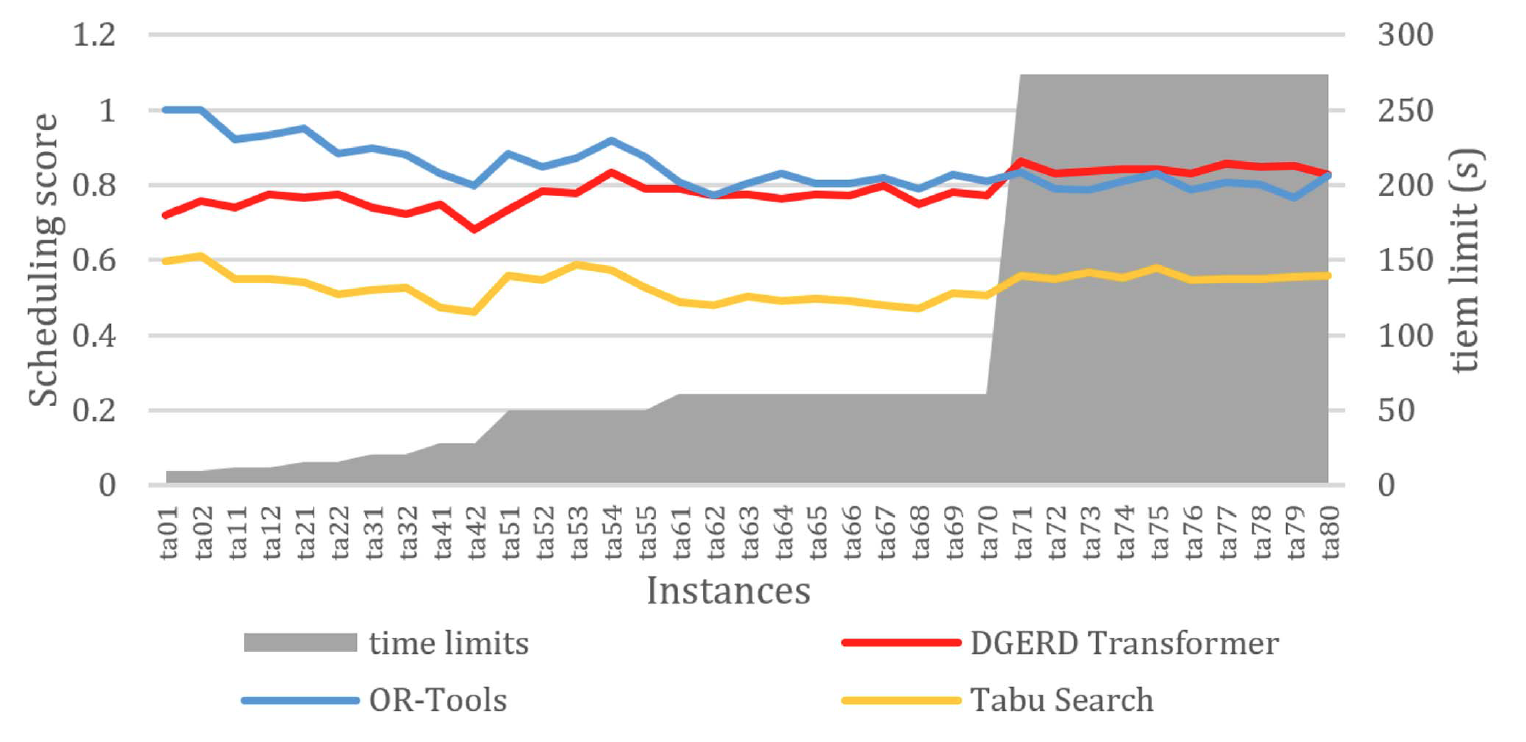 1.2
1
0.8
0.6
0.4
0.2
0
Scheduling score
300
250
200
150
100
50
0
tiem limit (s)
ta01
ta02
ta11
ta12
ta21
ta22
ta31
ta32
ta41
ta42
ta51
ta52
ta53
ta54
ta55
ta61
ta62
ta63
ta64
ta65
ta66
ta67
ta68
ta69
ta70
ta71
ta72
ta73
ta74
ta75
ta76
ta77
ta78
ta79
ta80
Instances
time limits
DGERD Transformer
OR-Tools
Tabu Search